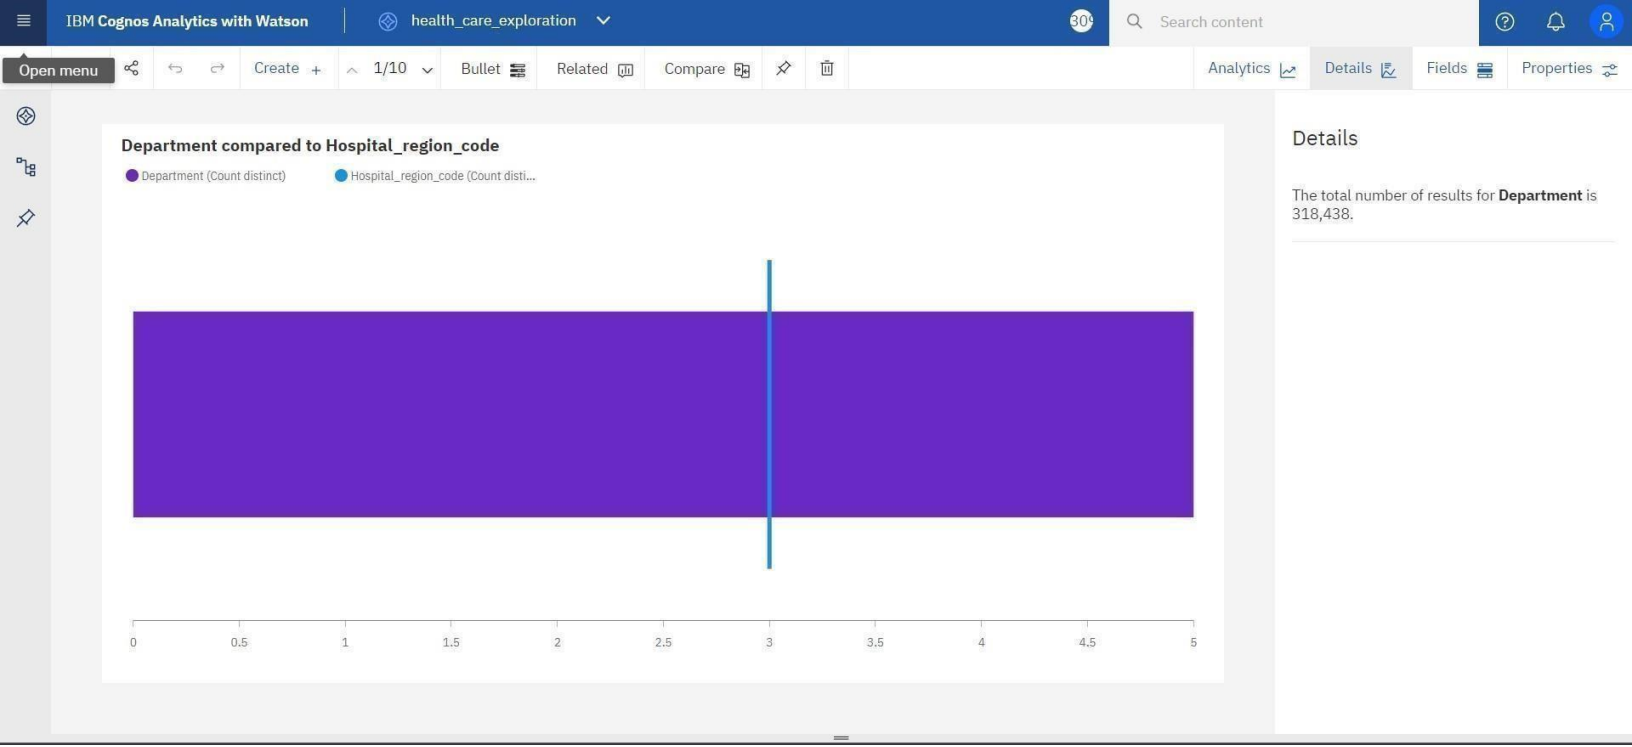 IBM Cognos Analytics with Watson
health_care_exploration
Search content
Open menu
Create +
1/10
Bullet
Related
Compare
Analytics
Details
Fields
Properties
Department compared to Hospital_region_code
Department (Count distinct)
Hospital_region_code (Count disti...
0 0.5 1 1.5 2 2.5 3 3.5 4 4.5 5
Details
The total number of results for Department is
318,438.